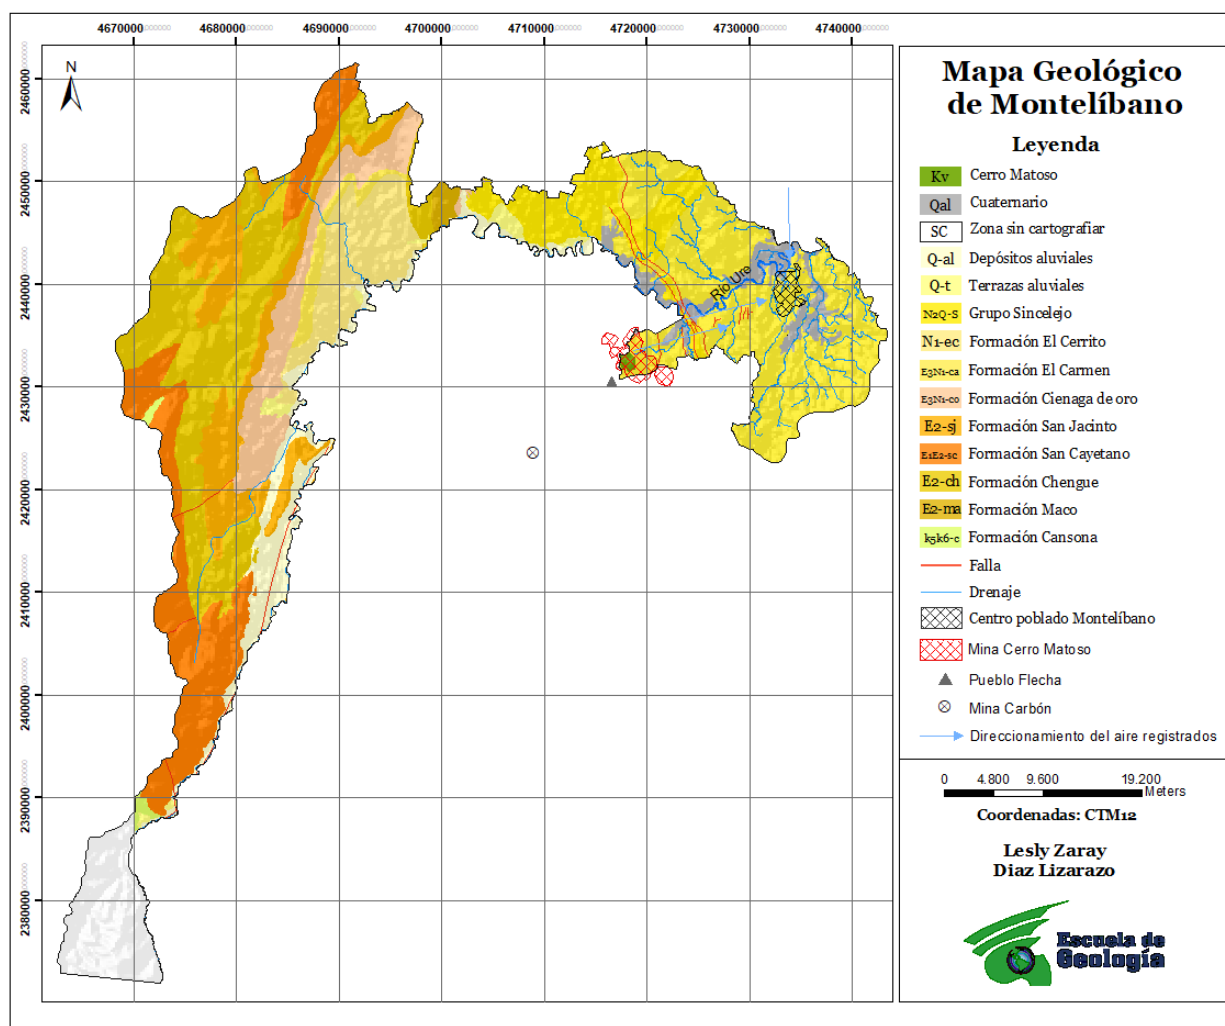 4670000 4680000 4690000 4700000 4710000 4720000 4730000 4740000
N
2460000
2450000
2440000
2430000
2420000
2410000
2400000
2390000
2380000
Río Ure
Mapa Geológico
de Montelíbano
Leyenda
Kv Cerro Matoso
Qal Cuaternario
SC Zona sin cartografiar
Q-al Depósitos aluviales
Q-t Terrazas aluviales
N2Q-S Grupo Sincelejo
N1-ec Formación El Cerrito
E3N1-ca Formación El Carmen
E3N1-co Formación Cienaga de oro
E2-sj Formación San Jacinto
E1E2-sc Formación San Cayetano
E2-ch Formación Chengue
E2-ma Formación Maco
k5k6-c Formación Cansona
Falla
Drenaje
Centro poblado Montelíbano
Mina Cerro Matoso
Pueblo Flecha
Mina Carbón
Direccionamiento del aire registrados
0 4.800 9.600 19.200
Meters
Coordenadas: CTM12
Lesly Zaray
Diaz Lizarazo
Escuela de
Geología